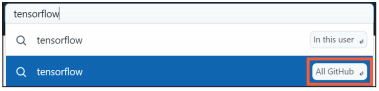 tensorflow
tensorflow In this user ↲
tensorflow All GitHub ↲